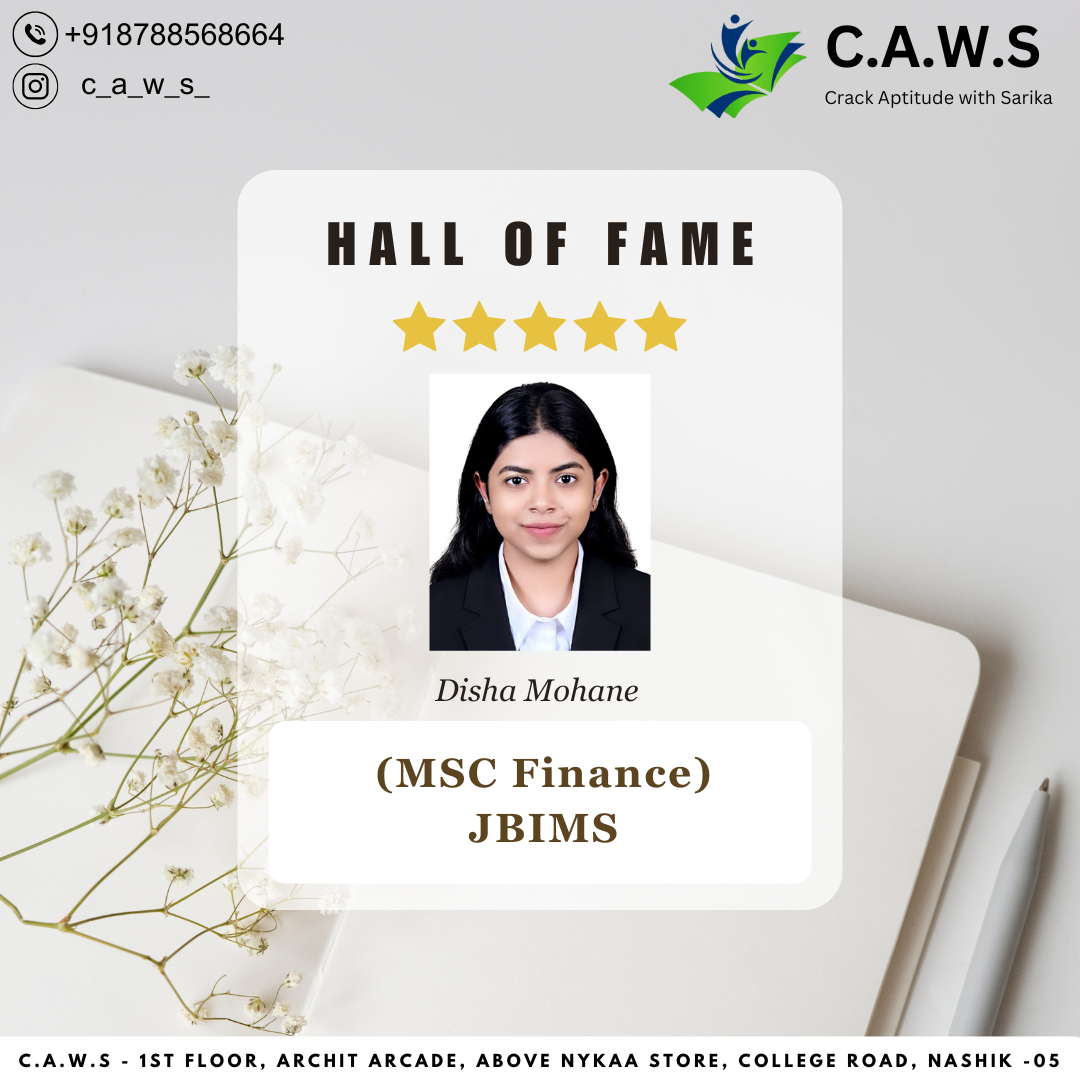 +918788568664
c_a_w_s_
C.A.W.S
Crack Aptitude with Sarika
HALL OF FAME
Disha Mohane
(MSC Finance)
JBIMS
C.A.W.S - 1ST FLOOR, ARCHIT ARCADE, ABOVE NYKAA STORE, COLLEGE ROAD, NASHIK -05